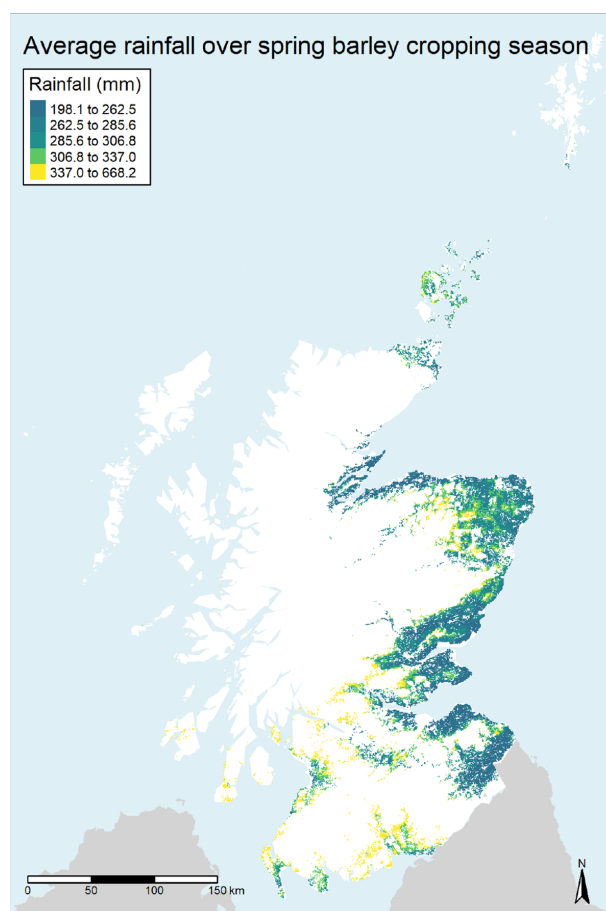 Average rainfall over spring barley cropping season
Rainfall (mm)
198.1 to 262.5
262.5 to 285.6
285.6 to 306.8
306.8 to 337.0
337.0 to 668.2
N
0 50 100 150 km